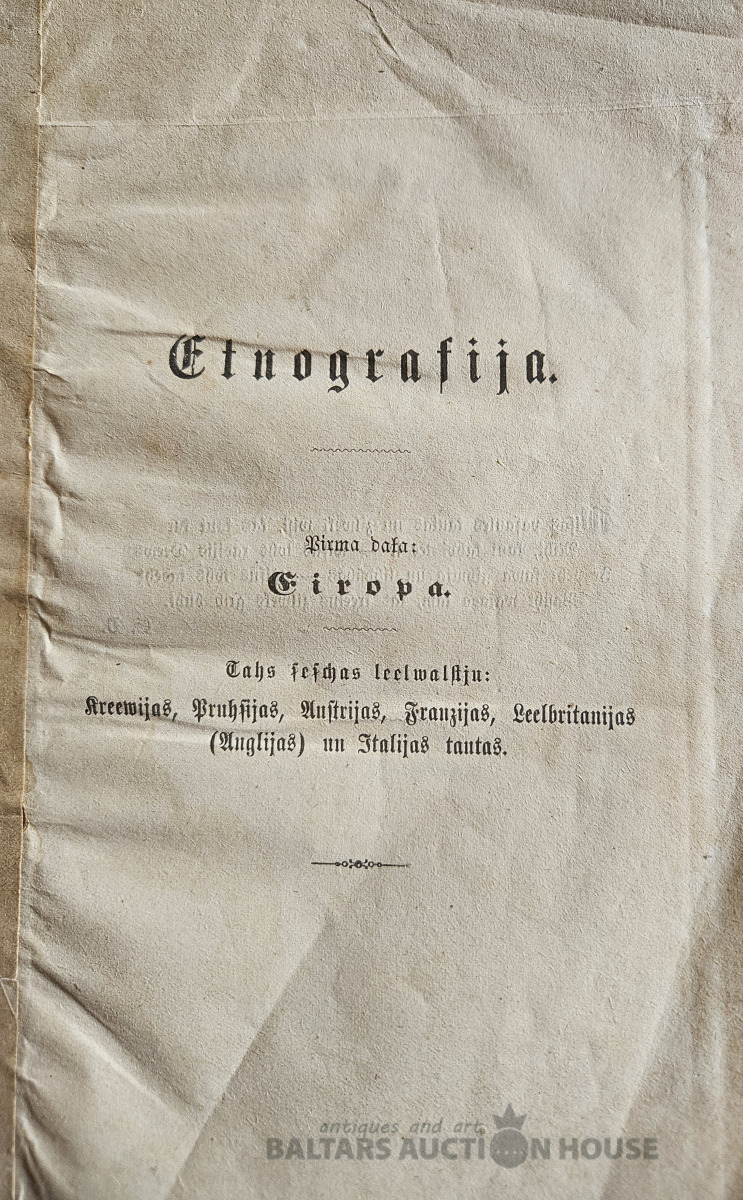 Etnografija.
Pirma daļa:
Eiropa.
Tahs ſeſchas leelwalſtju:
Kreewijas, Pruhſijas, Auſtrijas, Franzijas, Leelbritanijas
(Anglijas) un Italijas tautas.
antiques and art
BALTARS AUCTION HOUSE